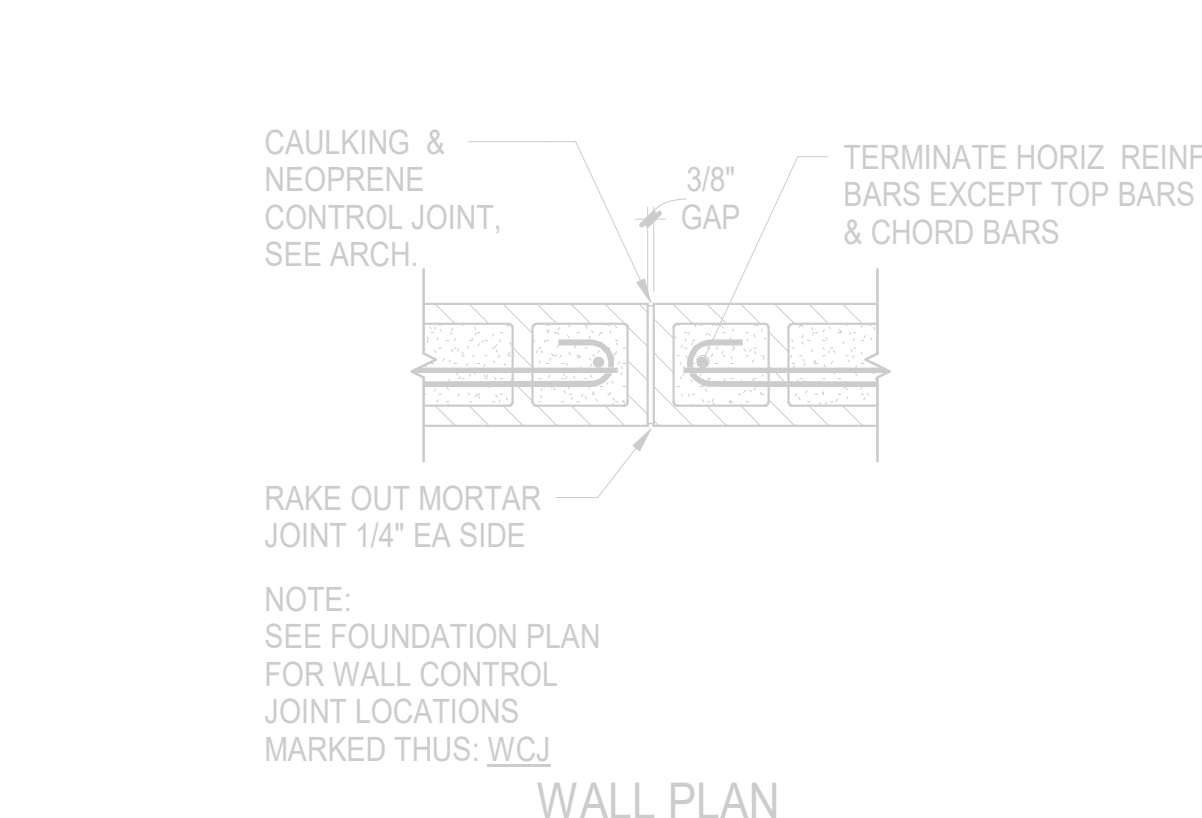 CAULKING &
NEOPRENE
CONTROL JOINT,
SEE ARCH.
3/8"
GAP
TERMINATE HORIZ REINF
BARS EXCEPT TOP BARS
& CHORD BARS
RAKE OUT MORTAR
JOINT 1/4" EA SIDE
NOTE:
SEE FOUNDATION PLAN
FOR WALL CONTROL
JOINT LOCATIONS
MARKED THUS: WCJ
WALL PLAN